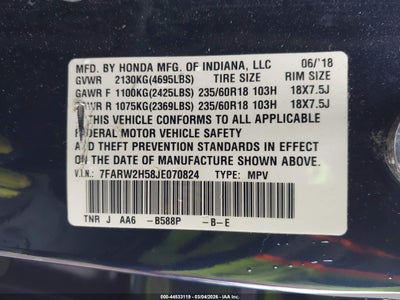 MFD. BY HONDA MFG. OF INDIANA, LLC 06/'18
GVWR 2130KG(4695LBS) TIRE SIZE RIM SIZE
GAWR F 1100KG(2425LBS) 235/60R18 103H 18X7.5J
GAWR R 1075KG(2369LBS) 235/60R18 103H 18X7.5J
THIS VEHICLE CONFORMS TO ALL APPLICABLE
FEDERAL MOTOR VEHICLE SAFETY
AND THEFT PREVENTION STANDARDS IN EFFECT
ON THE DATE OF MANUFACTURE SHOWN ABOVE.
V.I.N.: 7FARW2H58JE070824 TYPE: MPV
TNR J AA6 -B588P -B-E
000-44633119 - 03/04/2026 - (c) IAA, Inc.